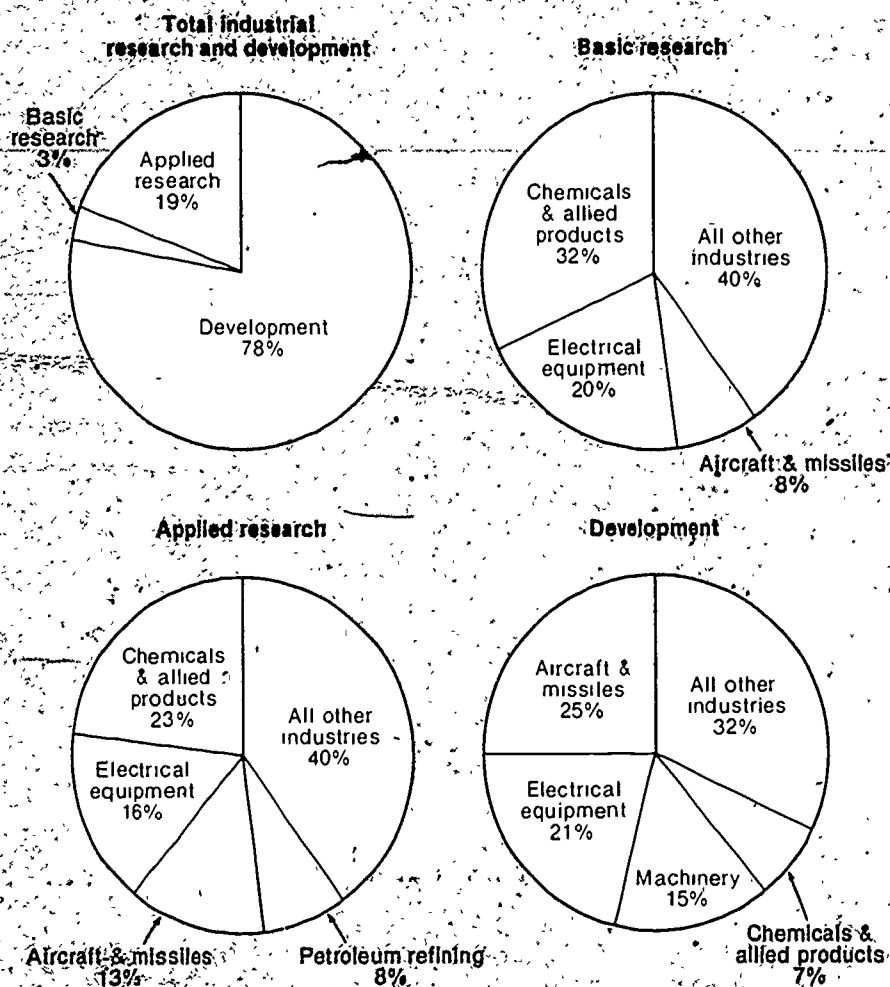 Total industrial
research and development
Basic
research
3%
Applied
research
19%
Development
78%
Basic research
Chemicals
& allied
products
32%
All other
industries
40%
Electrical
equipment
20%
Aircraft & missiles
8%
Applied research
Chemicals
& allied
products
23%
All other
industries
40%
Electrical
equipment
16%
Aircraft & missiles
13%
Petroleum refining
8%
Development
Aircraft &
missiles
25%
All other
industries
32%
Electrical
equipment
21%
Machinery
15%
Chemicals &
allied products
7%